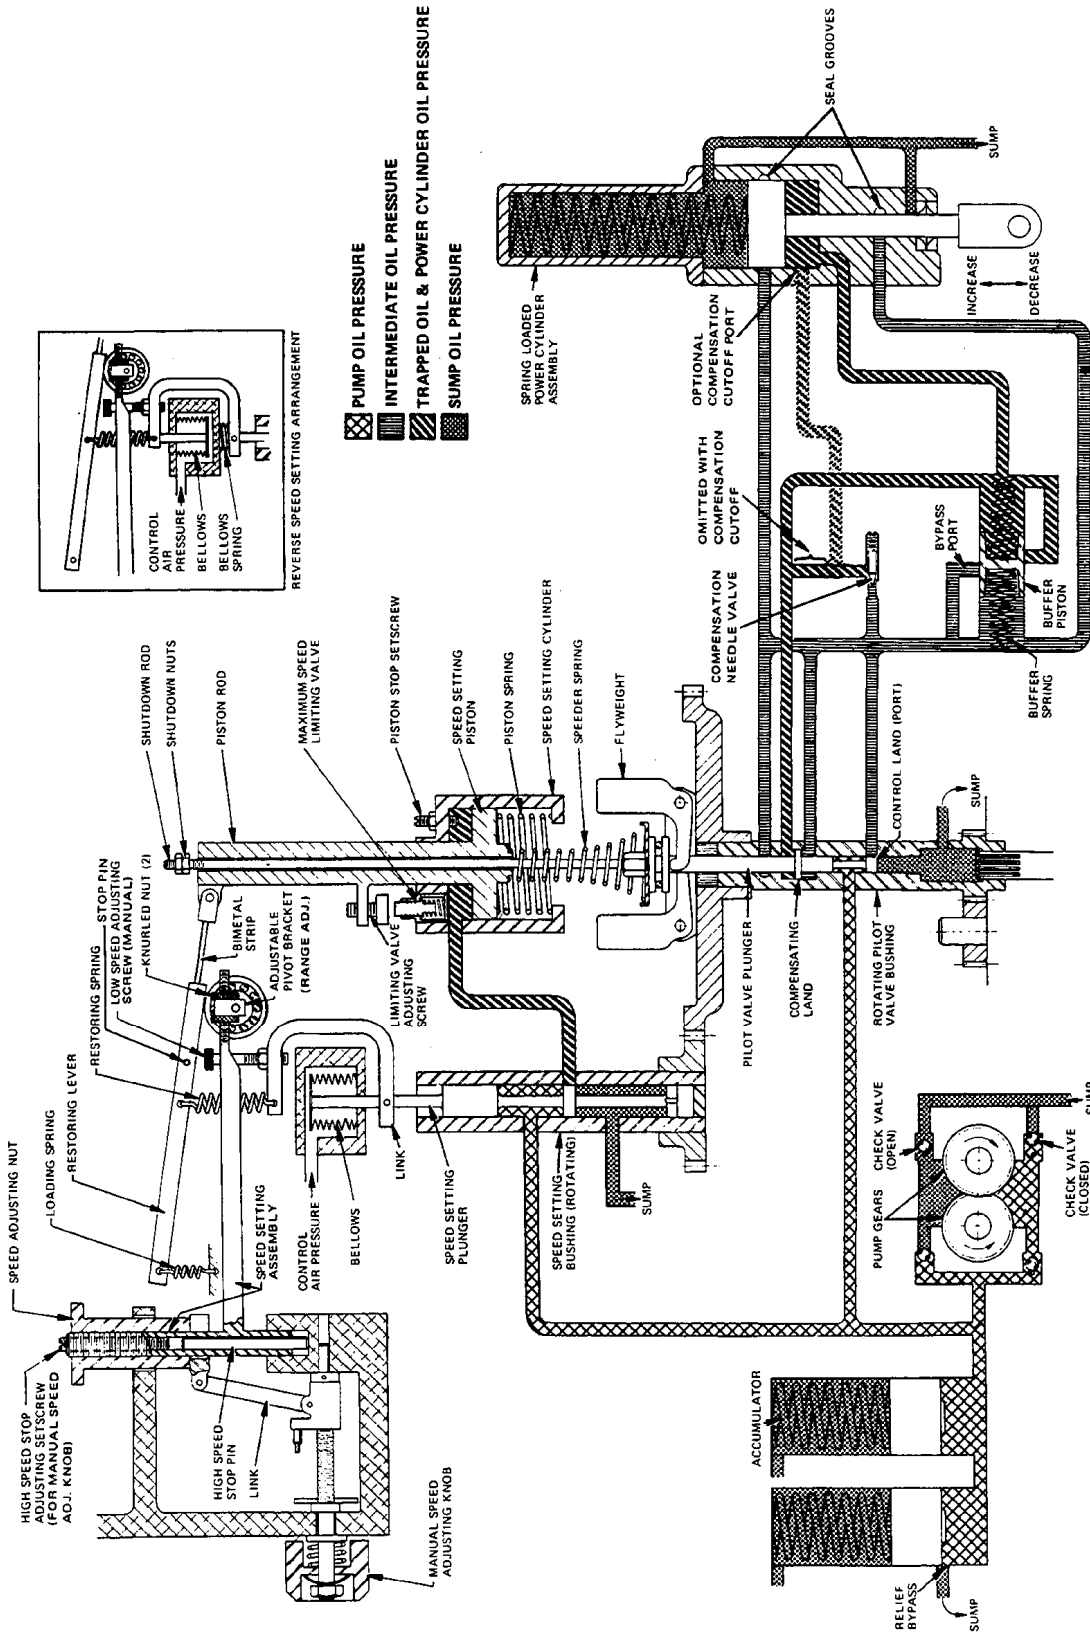 SPEED ADJUSTING NUT
LOADING SPRING
RESTORING LEVER
RESTORING SPRING
STOP PIN
LOW SPEED ADJUSTING
SCREW (MANUAL)
KNURLED NUT (2)
BIMETAL
STRIP
ADJUSTABLE
PIVOT BRACKET
(RANGE ADJ.)
SHUTDOWN ROD
SHUTDOWN NUTS
PISTON ROD
MAXIMUM SPEED
LIMITING VALVE
PISTON STOP SETSCREW
SPEED SETTING
PISTON
PISTON SPRING
SPEED SETTING CYLINDER
SPEEDER SPRING
FLYWEIGHT
HIGH SPEED STOP
ADJUSTING SETSCREW
(FOR MANUAL SPEED
ADJ. KNOB)
HIGH SPEED
STOP PIN
LINK
MANUAL SPEED
ADJUSTING KNOB
SPEED SETTING
ASSEMBLY
CONTROL
AIR PRESSURE
BELLOWS
LINK
SPEED SETTING
PLUNGER
LIMITING VALVE
ADJUSTING
SCREW
SPEED SETTING
BUSHING (ROTATING)
SUMP
CONTROL
AIR
PRESSURE
BELLOWS
BELLOWS
SPRING
REVERSE SPEED SETTING ARRANGEMENT
PUMP OIL PRESSURE
INTERMEDIATE OIL PRESSURE
TRAPPED OIL & POWER CYLINDER OIL PRESSURE
SUMP OIL PRESSURE
SPRING LOADED
POWER CYLINDER
ASSEMBLY
SEAL GROOVES
SUMP
INCREASE
DECREASE
OPTIONAL
COMPENSATION
CUTOFF PORT
OMITTED WITH
COMPENSATION
CUTOFF
COMPENSATION
NEEDLE VALVE
BYPASS
PORT
BUFFER
PISTON
BUFFER
SPRING
PILOT VALVE PLUNGER
COMPENSATING
LAND
ROTATING PILOT
VALVE BUSHING
CONTROL LAND (PORT)
SUMP
ACCUMULATOR
RELIEF
BYPASS
SUMP
PUMP GEARS
CHECK VALVE
(OPEN)
SUMP
CHECK VALVE
(CLOSED)